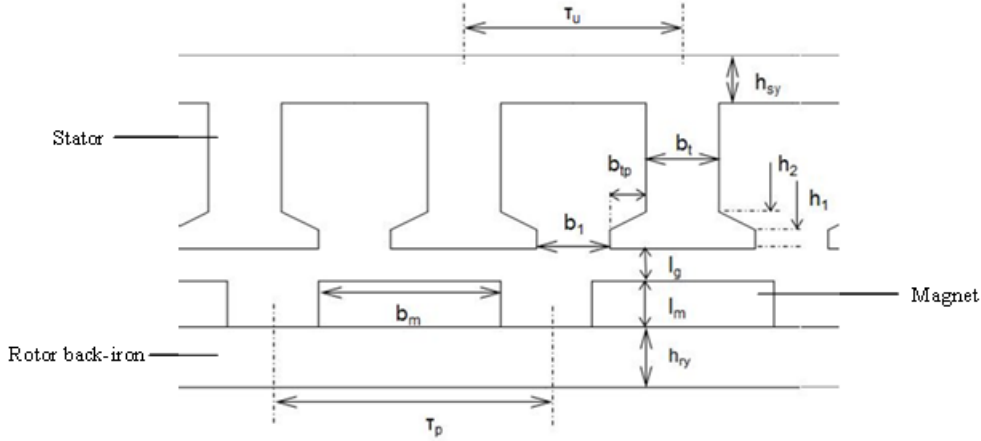 τu
hsy
Stator
bt
btp
h2
h1
b1
lg
Magnet
bm
lm
Rotor back-iron
hry
τp